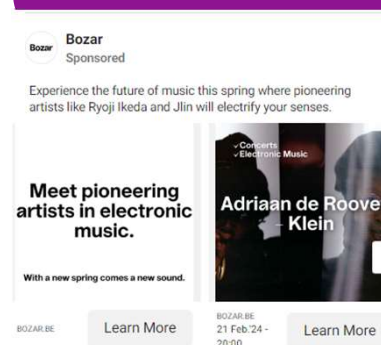 Bozar
Bozar
Sponsored
Experience the future of music this spring where pioneering
artists like Ryoji Ikeda and Jlin will electrify your senses.
Meet pioneering
artists in electronic
music.
With a new spring comes a new sound.
BOZAR.BE
Learn More
✓Concerts
✓Electronic Music
Adriaan de Roove
- Klein
BOZAR.BE
21 Feb.'24 -
20:00
Learn More